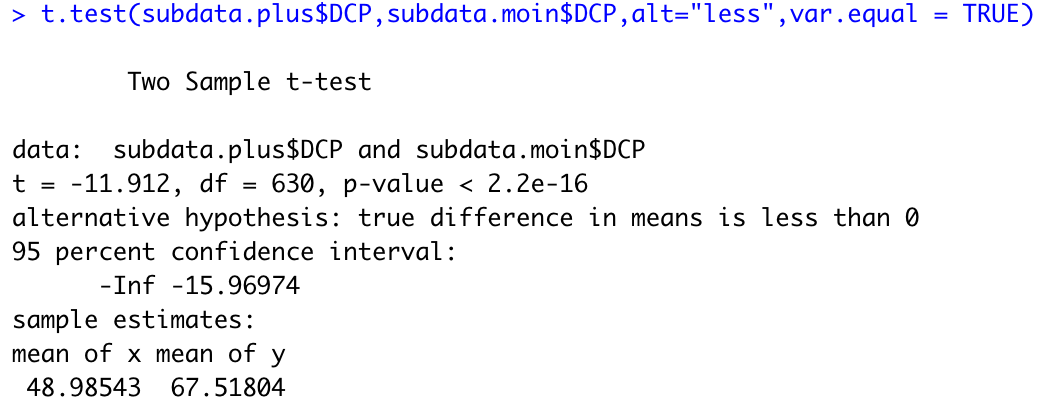 > t.test(subdata.plus$DCP,subdata.moin$DCP,alt="less",var.equal = TRUE)
Two Sample t-test
data:  subdata.plus$DCP and subdata.moin$DCP
t = -11.912, df = 630, p-value < 2.2e-16
alternative hypothesis: true difference in means is less than 0
95 percent confidence interval:
-Inf -15.96974
sample estimates:
mean of x mean of y
48.98543  67.51804